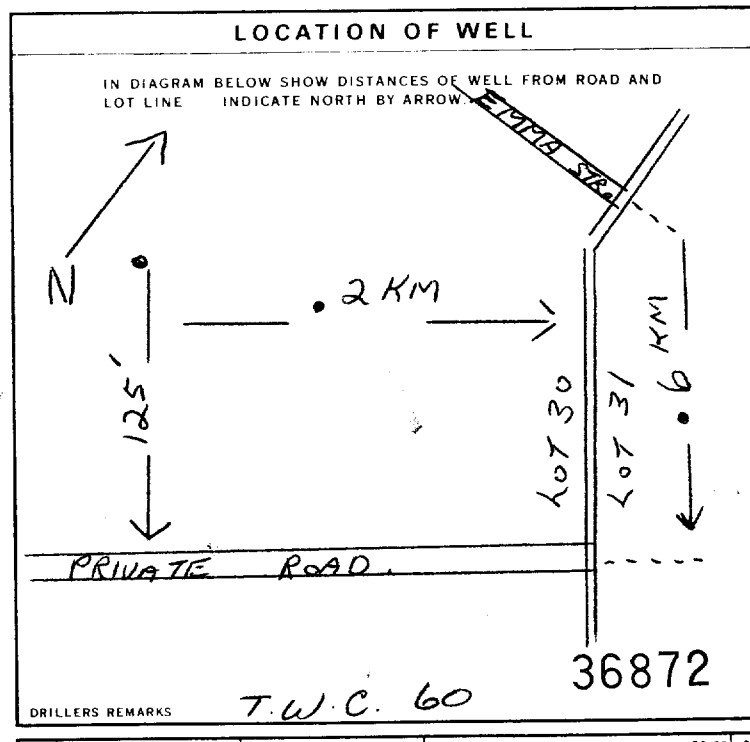 LOCATION OF WELL
IN DIAGRAM BELOW SHOW DISTANCES OF WELL FROM ROAD AND
LOT LINE INDICATE NORTH BY ARROW.
EMMA STR.
N
.2 KM
125'
LOT 30
LOT 31
.6 KM
PRIVATE ROAD.
36872
DRILLERS REMARKS T.W.C. 60